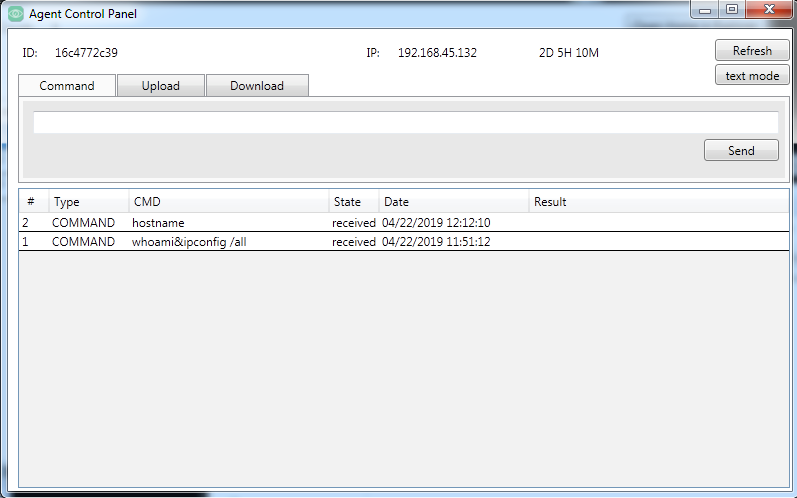 Agent Control Panel
ID: 16c4772c39 IP: 192.168.45.132 2D 5H 10M Refresh
text mode
Command Upload Download
Send
# Type CMD State Date Result
2 COMMAND hostname received 04/22/2019 12:12:10
1 COMMAND whoami&ipconfig /all received 04/22/2019 11:51:12